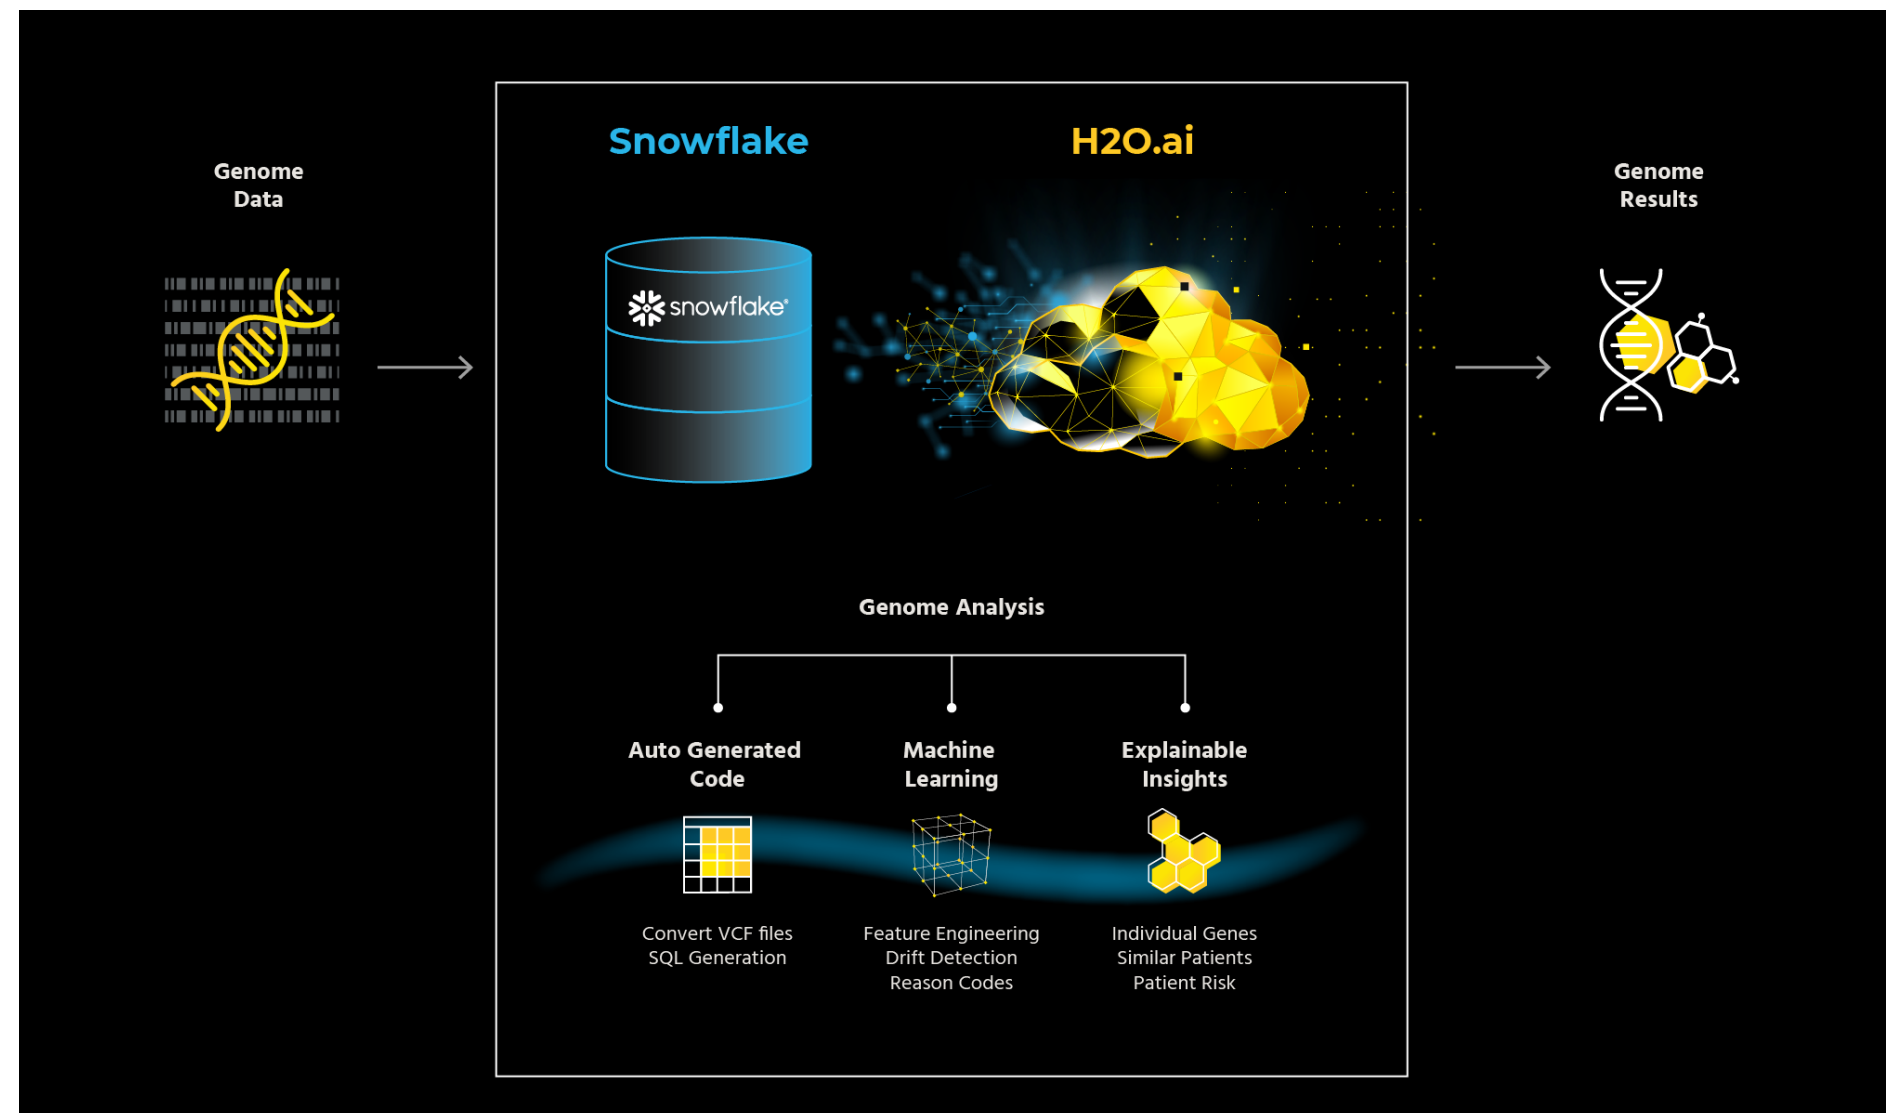 Genome
Data
Snowflake
H2O.ai
snowflake®
Genome
Results
Genome Analysis
Auto Generated
Code
Convert VCF files
SQL Generation
Machine
Learning
Feature Engineering
Drift Detection
Reason Codes
Explainable
Insights
Individual Genes
Similar Patients
Patient Risk